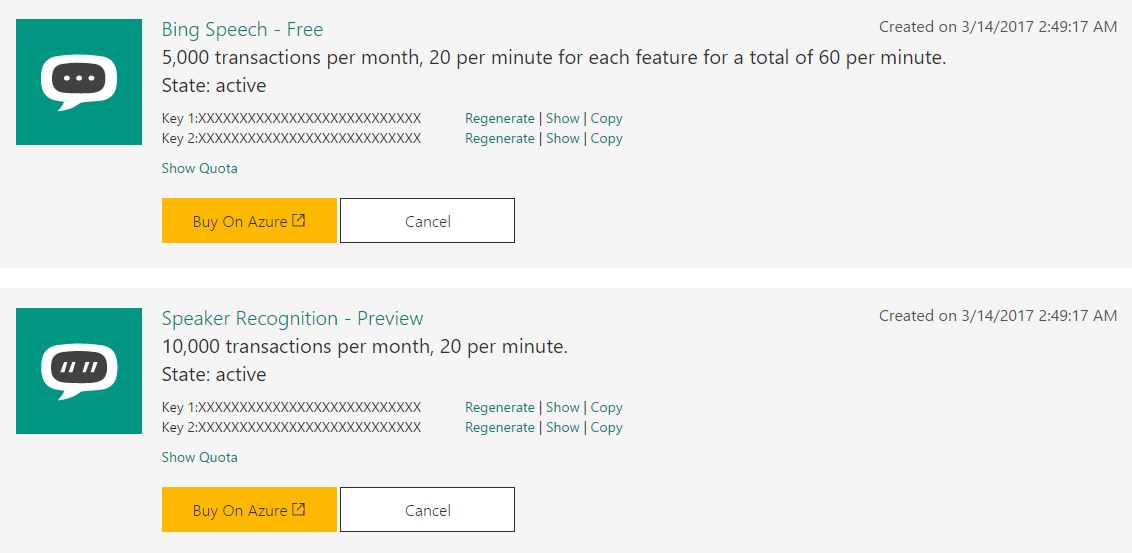 Bing Speech - Free
Created on 3/14/2017 2:49:17 AM
5,000 transactions per month, 20 per minute for each feature for a total of 60 per minute.
State: active
Key 1:XXXXXXXXXXXXXXXXXXXXXXXXXXX Regenerate | Show | Copy
Key 2:XXXXXXXXXXXXXXXXXXXXXXXXXXX Regenerate | Show | Copy
Show Quota
Buy On Azure Cancel
Speaker Recognition - Preview
Created on 3/14/2017 2:49:17 AM
10,000 transactions per month, 20 per minute.
State: active
Key 1:XXXXXXXXXXXXXXXXXXXXXXXXXXX Regenerate | Show | Copy
Key 2:XXXXXXXXXXXXXXXXXXXXXXXXXXX Regenerate | Show | Copy
Show Quota
Buy On Azure Cancel